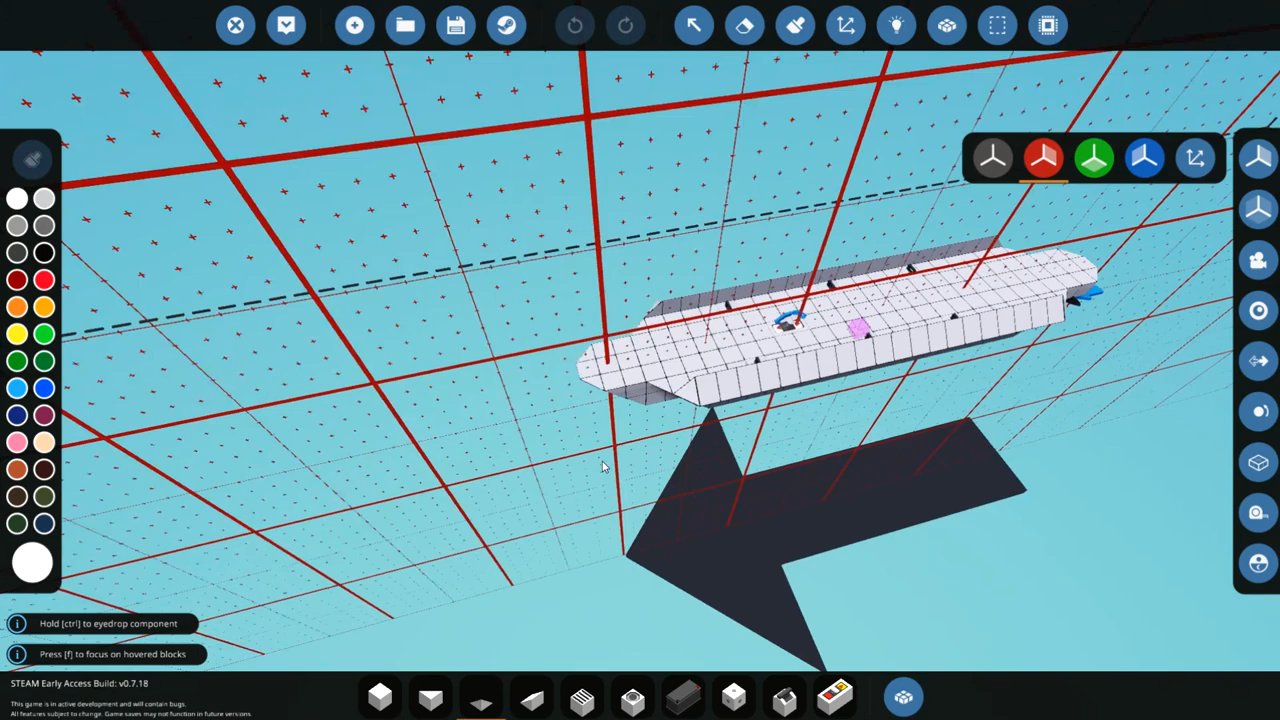 Hold [ctrl] to eyedrop component
Press [f] to focus on hovered blocks
STEAM Early Access Build: v0.7.18
This game is in active development and will contain bugs.
All features subject to change. Game saves may not function in future versions.